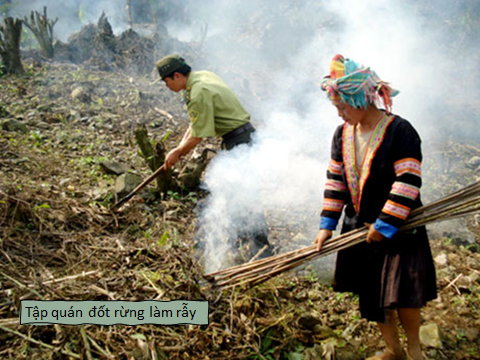 Tập quán đốt rừng làm rẫy